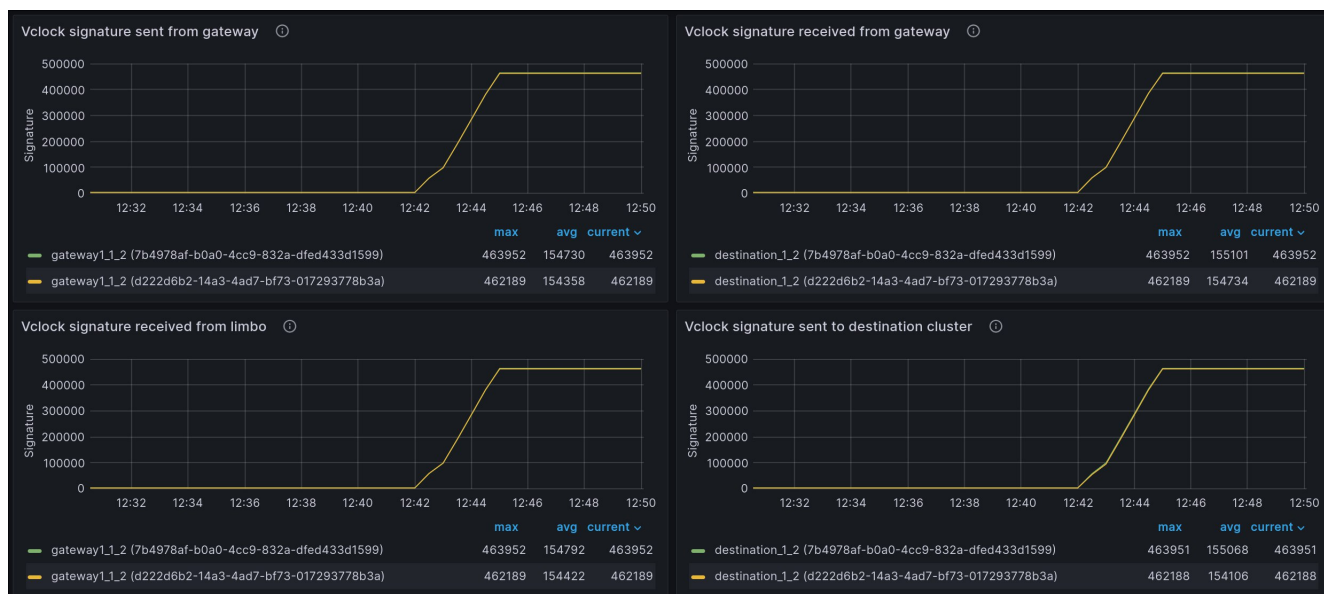 Vclock signature sent from gateway
500000
400000
300000
200000
100000
0
Signature
12:32 12:34 12:36 12:38 12:40 12:42 12:44 12:46 12:48 12:50
max avg current
gateway1_1_2 (7b4978af-b0a0-4cc9-832a-dfed433d1599) 463952 154730 463952
gateway1_1_2 (d222d6b2-14a3-4ad7-bf73-017293778b3a) 462189 154358 462189
Vclock signature received from gateway
500000
400000
300000
200000
100000
0
Signature
12:32 12:34 12:36 12:38 12:40 12:42 12:44 12:46 12:48 12:50
max avg current
destination_1_2 (7b4978af-b0a0-4cc9-832a-dfed433d1599) 463952 155101 463952
destination_1_2 (d222d6b2-14a3-4ad7-bf73-017293778b3a) 462189 154734 462189
Vclock signature received from limbo
500000
400000
300000
200000
100000
0
Signature
12:32 12:34 12:36 12:38 12:40 12:42 12:44 12:46 12:48 12:50
max avg current
gateway1_1_2 (7b4978af-b0a0-4cc9-832a-dfed433d1599) 463952 154792 463952
gateway1_1_2 (d222d6b2-14a3-4ad7-bf73-017293778b3a) 462189 154422 462189
Vclock signature sent to destination cluster
500000
400000
300000
200000
100000
0
Signature
12:32 12:34 12:36 12:38 12:40 12:42 12:44 12:46 12:48 12:50
max avg current
destination_1_2 (7b4978af-b0a0-4cc9-832a-dfed433d1599) 463951 155068 463951
destination_1_2 (d222d6b2-14a3-4ad7-bf73-017293778b3a) 462188 154106 462188